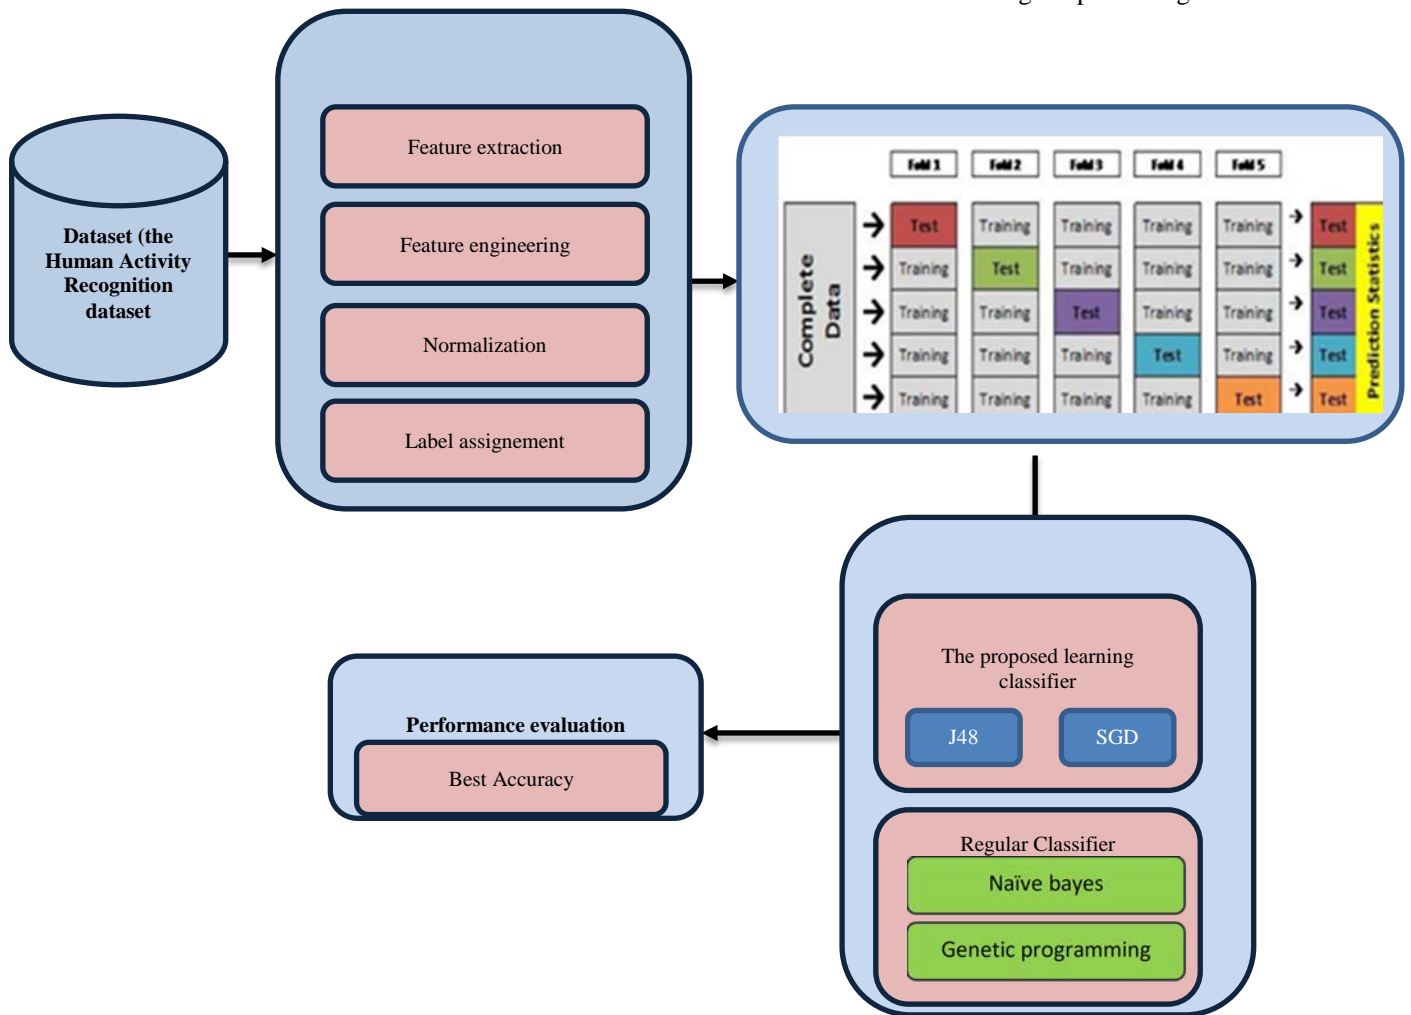 Dataset (the
Human Activity
Recognition
dataset
Feature extraction
Feature engineering
Normalization
Label assignement
Fold 1 Fold 2 Fold 3 Fold 4 Fold 5
Complete
Data
Test Training Training Training Training Test
Training Test Training Training Training Test
Training Training Test Training Training Test
Training Training Training Test Training Test
Training Training Training Training Test Test
Prediction Statistics
The proposed learning
classifier
J48 SGD
Regular Classifier
Naïve bayes
Genetic programming
Performance evaluation
Best Accuracy